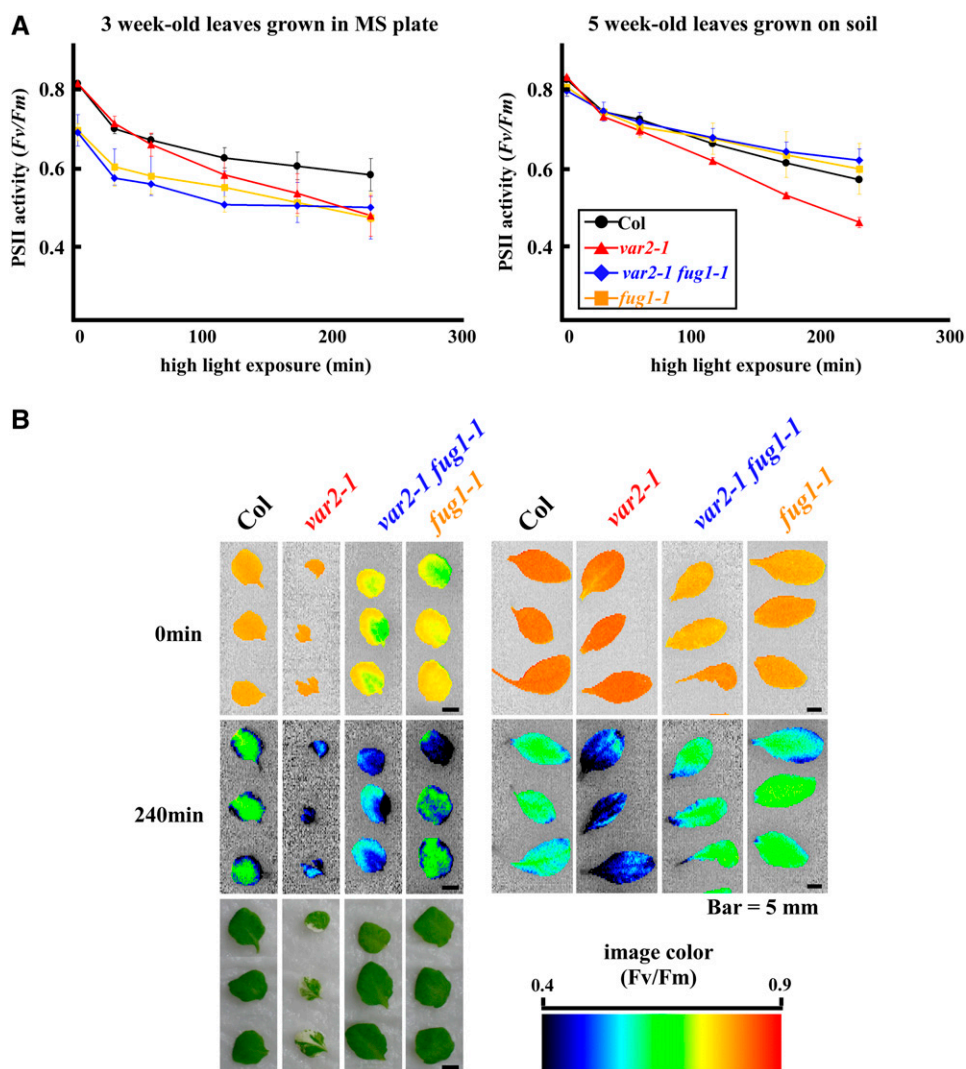 A
3 week-old leaves grown in MS plate
5 week-old leaves grown on soil
PSII activity (Fv/Fm)
0.8
0.6
0.4
0 100 200 300
high light exposure (min)
PSII activity (Fv/Fm)
0.8
0.6
0.4
Col
var2-1
var2-1 fug1-1
fug1-1
0 100 200 300
high light exposure (min)
B
Col var2-1 var2-1 fug1-1 fug1-1 Col var2-1 var2-1 fug1-1 fug1-1
0min
240min
Bar = 5 mm
image color
(Fv/Fm)
0.4 0.9